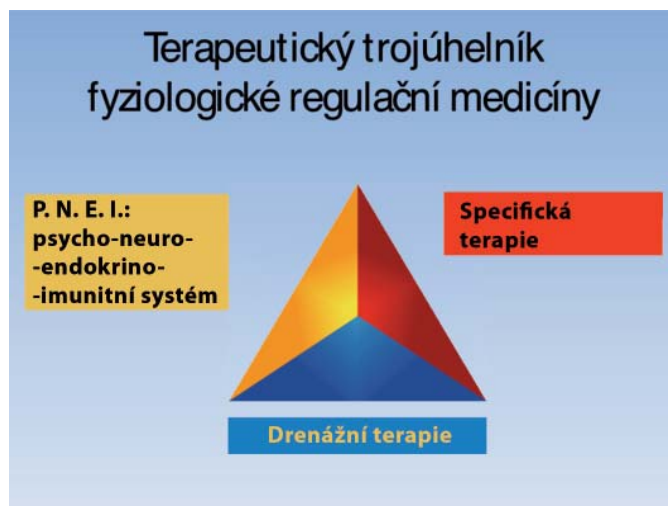 Terapeutický trojúhelník
fyziologické regulační medicíny
P. N. E. I.:
psycho-neuro-
-endokrino-
-imunitní systém
Specifická
terapie
Drenážní terapie